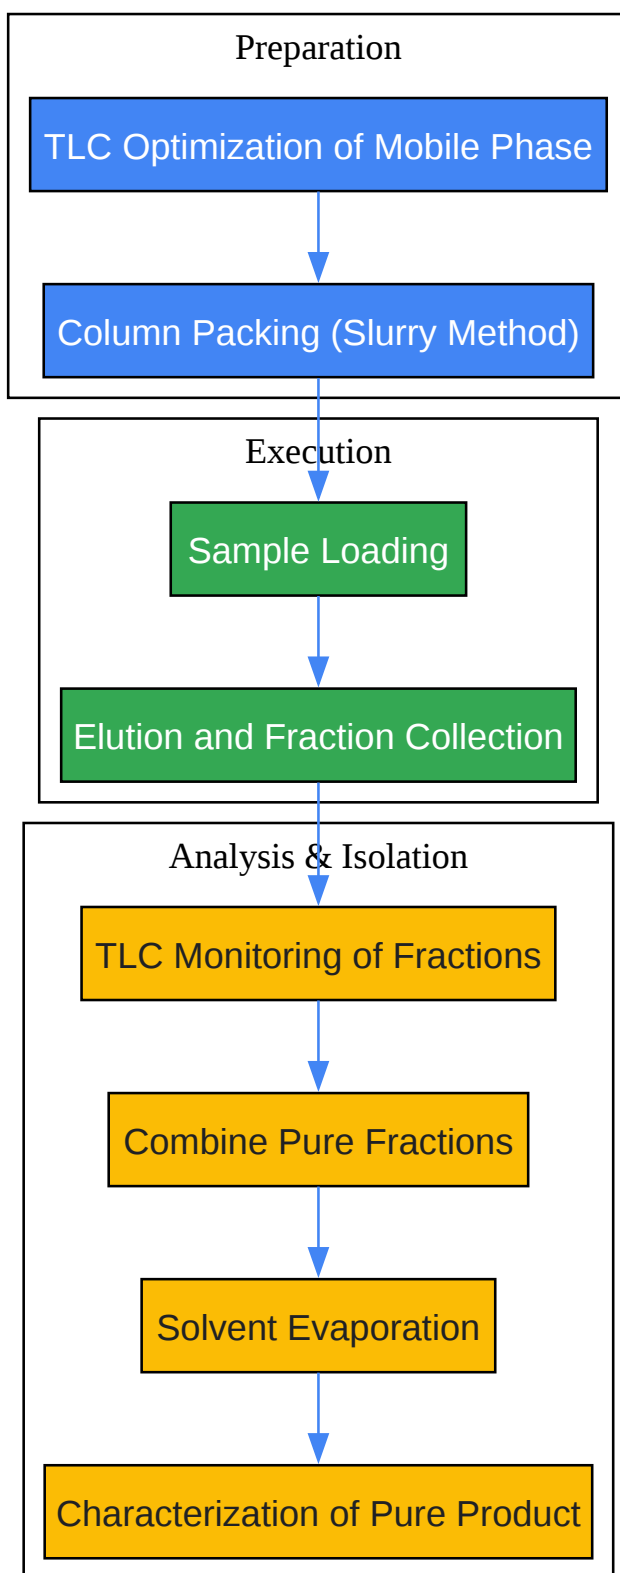 Preparation
TLC Optimization of Mobile Phase
Column Packing (Slurry Method)
Execution
Sample Loading
Elution and Fraction Collection
Analysis & Isolation
TLC Monitoring of Fractions
Combine Pure Fractions
Solvent Evaporation
Characterization of Pure Product